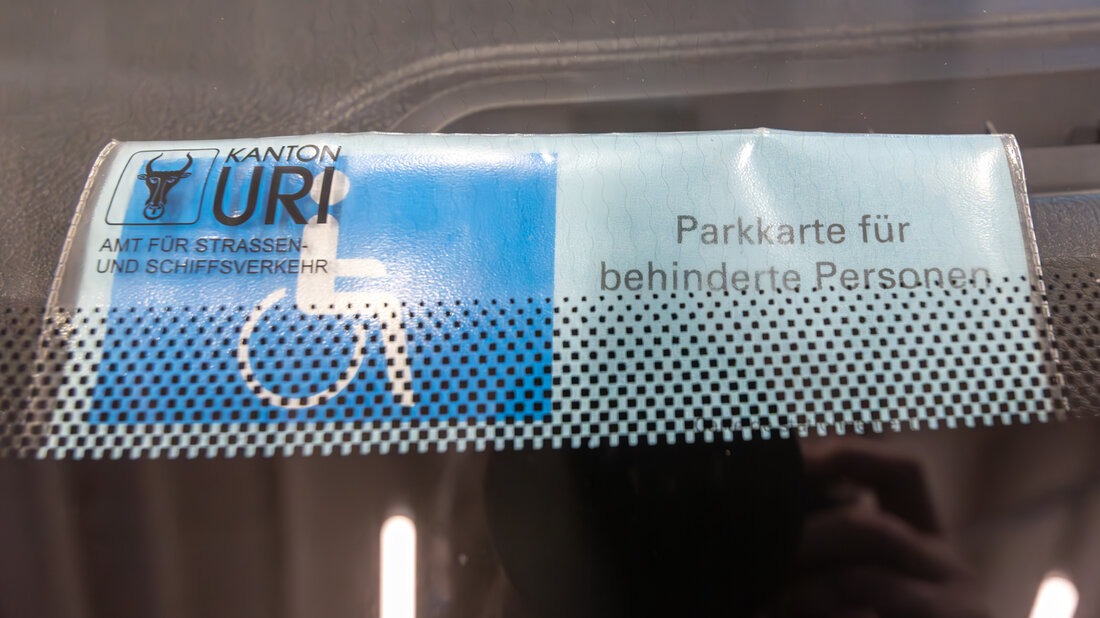 KANTON
URI
AMT FÜR STRASSEN-
UND SCHIFFSVERKEHR
Parkkarte für
behinderte Personen